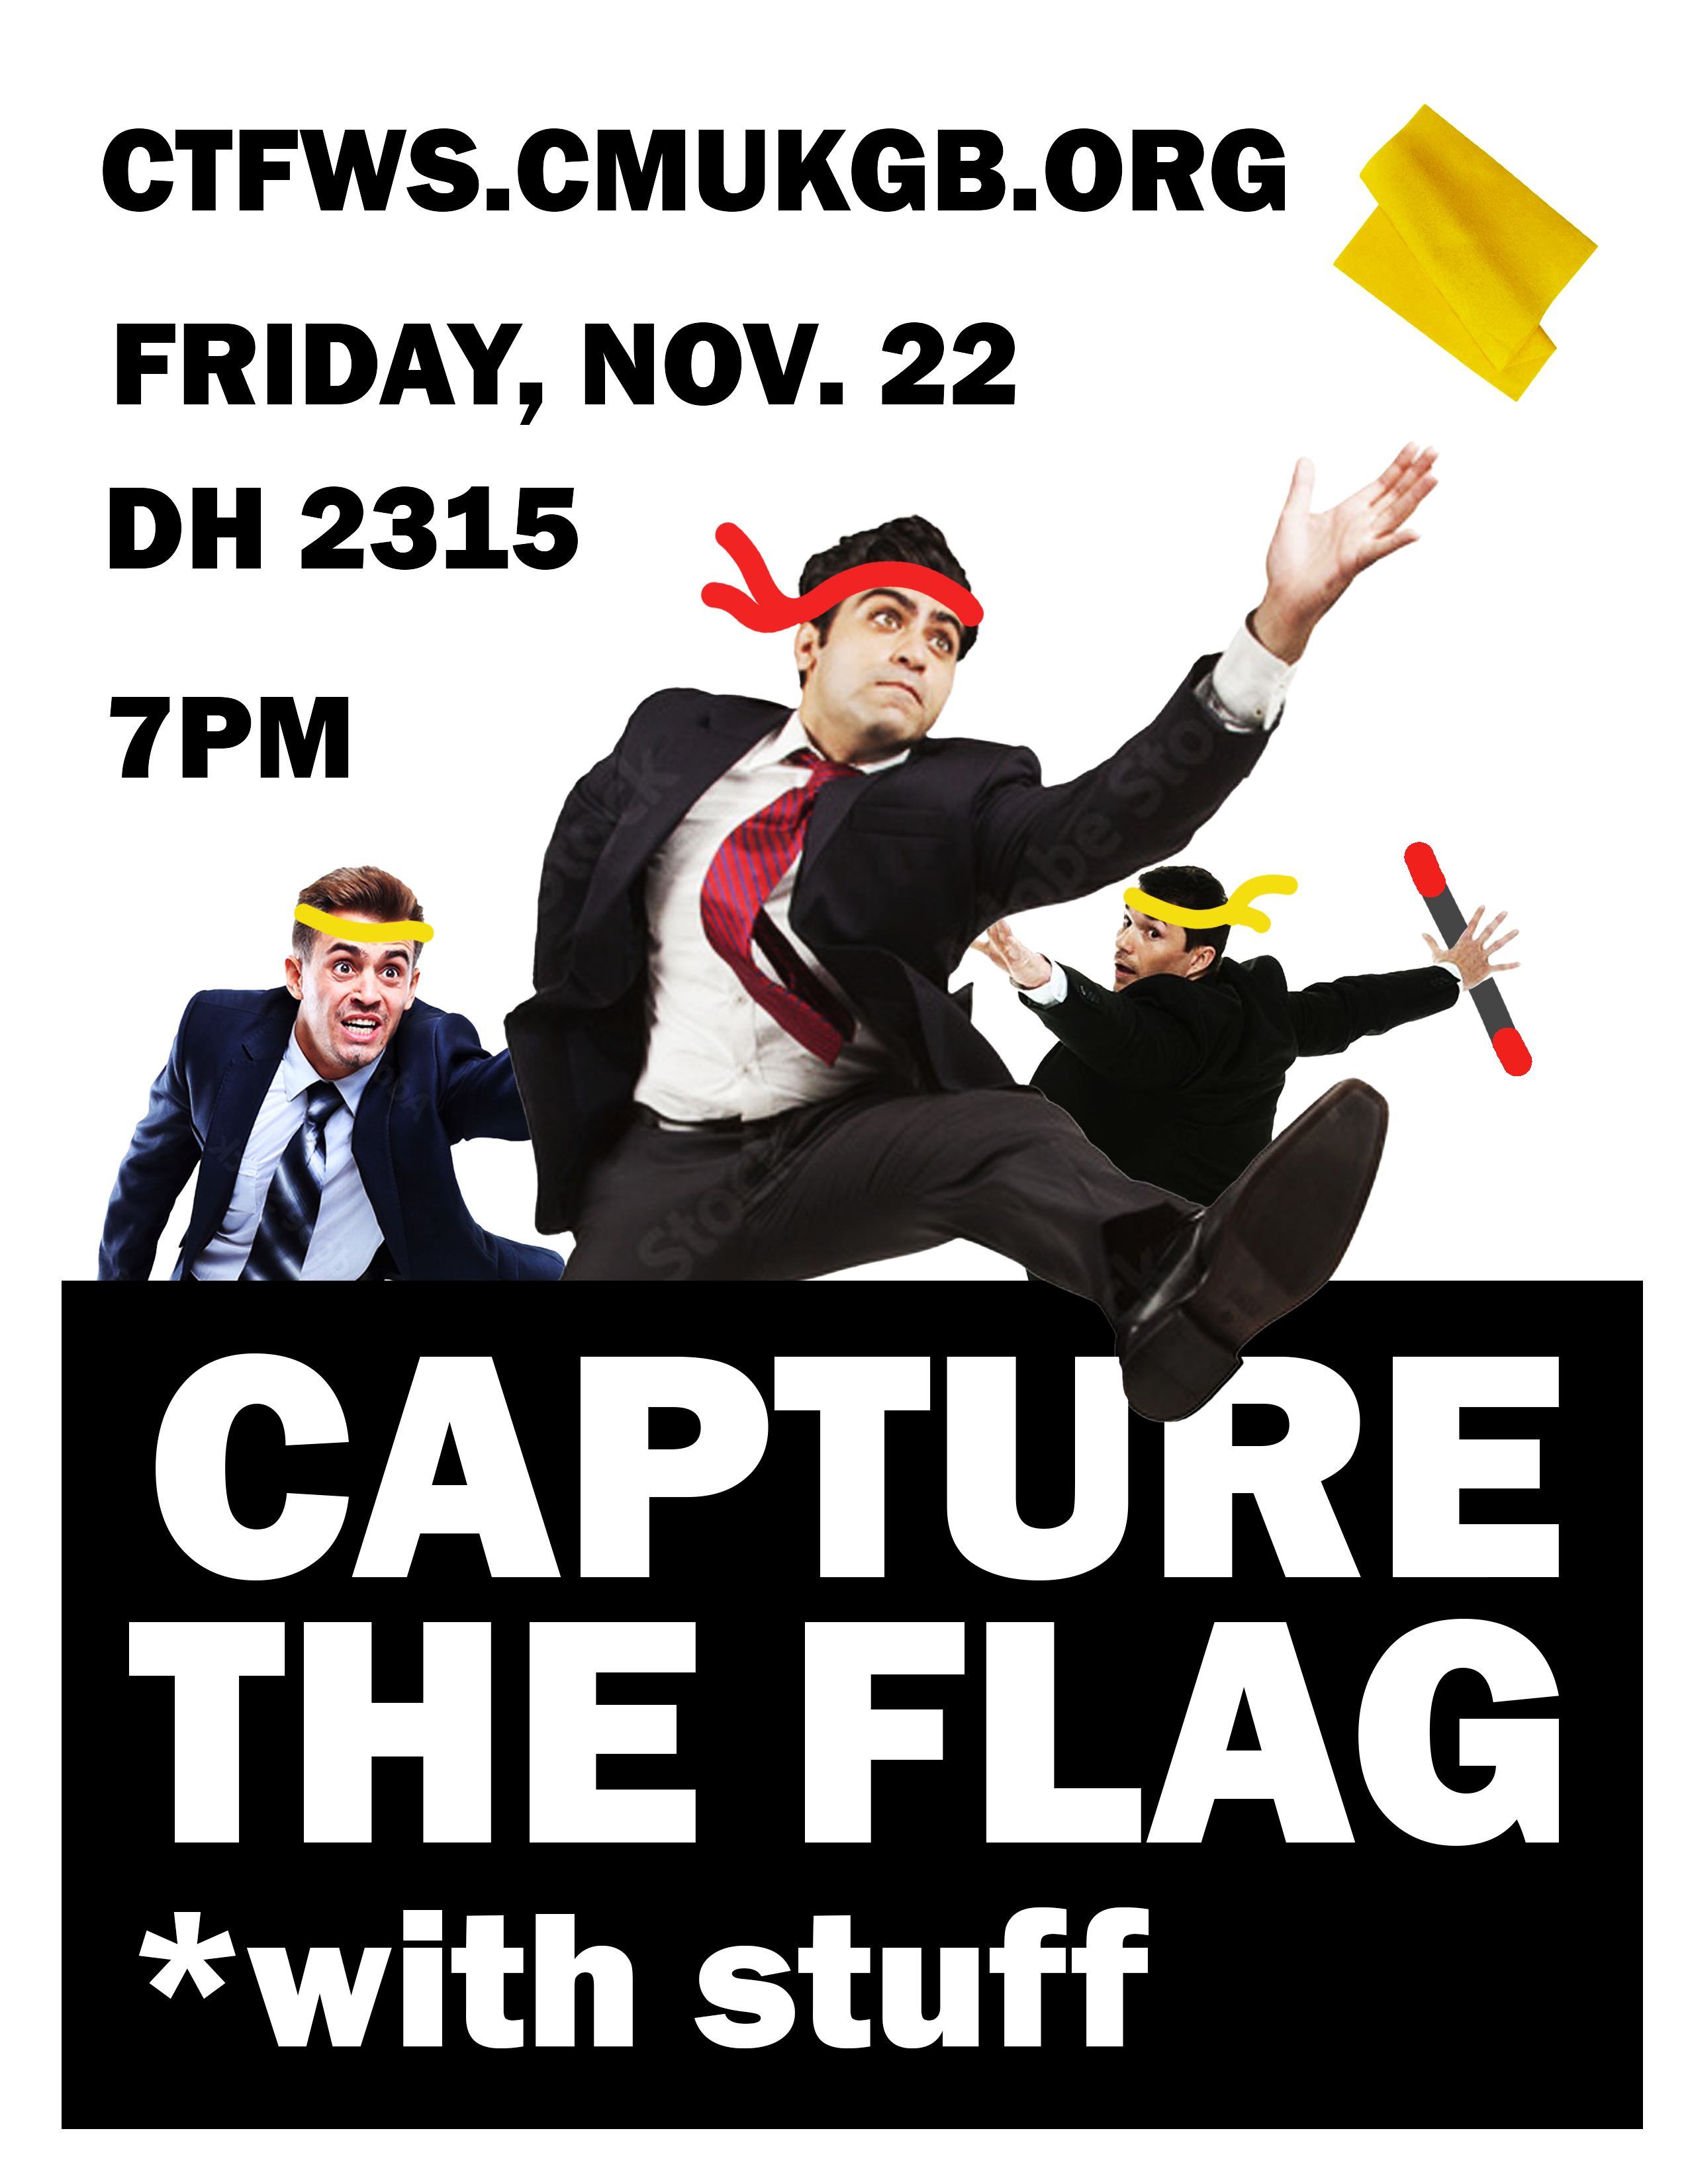 CTFWS.CMUKGB.ORG
FRIDAY, NOV. 22
DH 2315
7PM
CAPTURE
THE FLAG
*with stuff